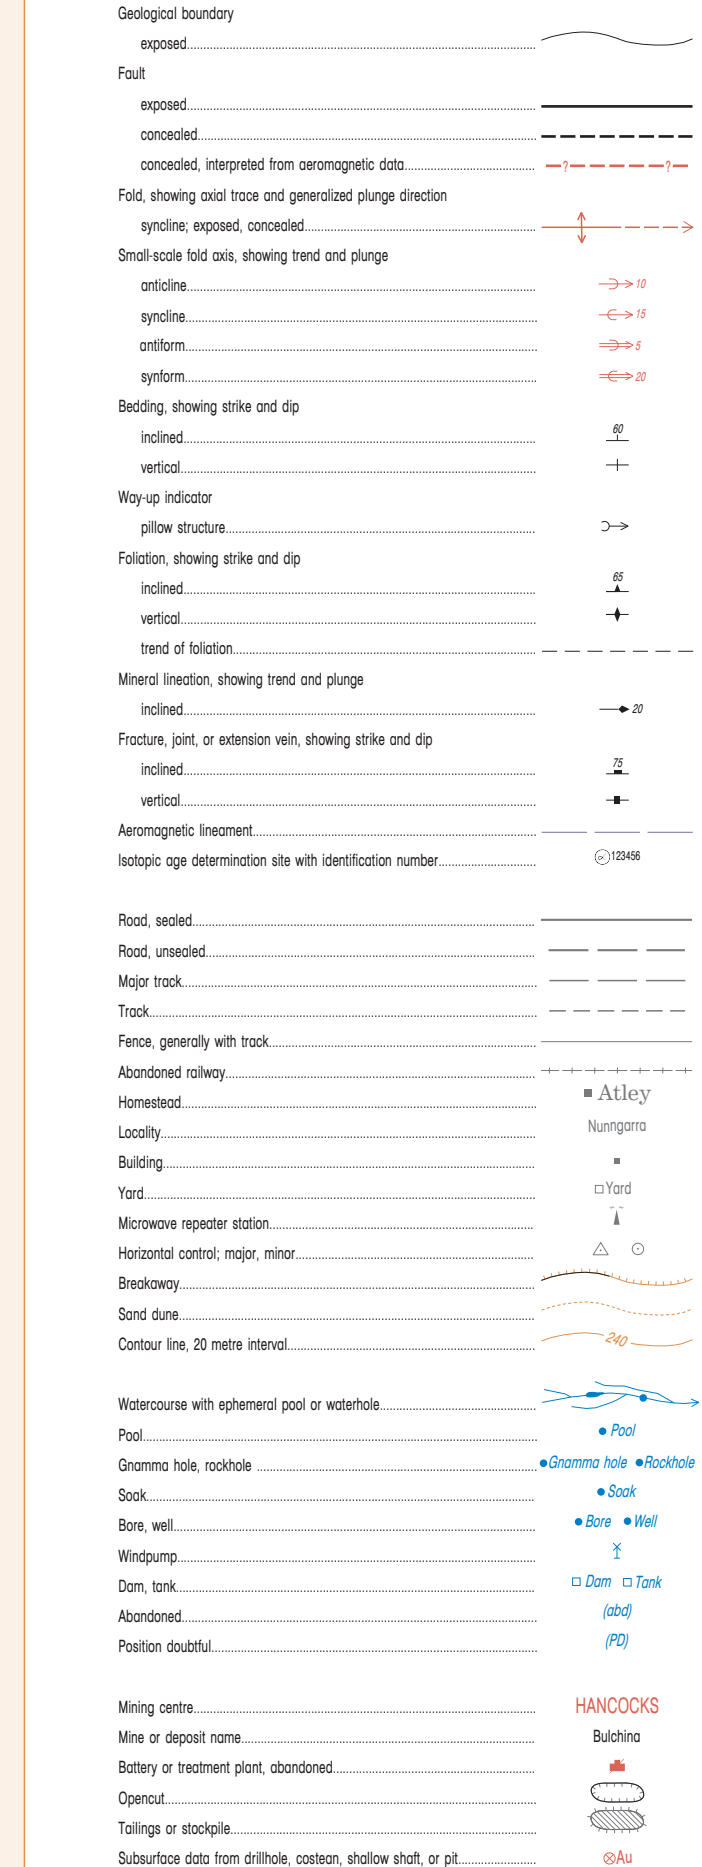 Geological boundary
exposed
Fault
exposed
concealed
concealed, interpreted from aeromagnetic data ? ?
Fold, showing axial trace and generalized plunge direction
syncline; exposed, concealed
Small-scale fold axis, showing trend and plunge
anticline 10
syncline 15
antiform 5
synform 20
Bedding, showing strike and dip
inclined 60
vertical
Way-up indicator
pillow structure
Foliation, showing strike and dip
inclined 65
vertical
trend of foliation
Mineral lineation, showing trend and plunge
inclined 20
Fracture, joint, or extension vein, showing strike and dip
inclined 75
vertical
Aeromagnetic lineament
Isotopic age determination site with identification number 123456
Road, sealed
Road, unsealed
Major track
Track
Fence, generally with track
Abandoned railway
Homestead Atley
Locality Nunngarra
Building
Yard Yard
Microwave repeater station
Horizontal control; major, minor
Breakaway
Sand dune
Contour line, 20 metre interval 240
Watercourse with ephemeral pool or waterhole
Pool Pool
Gnamma hole, rockhole Gnamma hole Rockhole
Soak Soak
Bore, well Bore Well
Windpump
Dam, tank Dam Tank
Abandoned (abd)
Position doubtful (PD)
Mining centre HANCOCKS
Mine or deposit name Bulchina
Battery or treatment plant, abandoned
Opencut
Tailings or stockpile
Subsurface data from drillhole, costean, shallow shaft, or pit Au